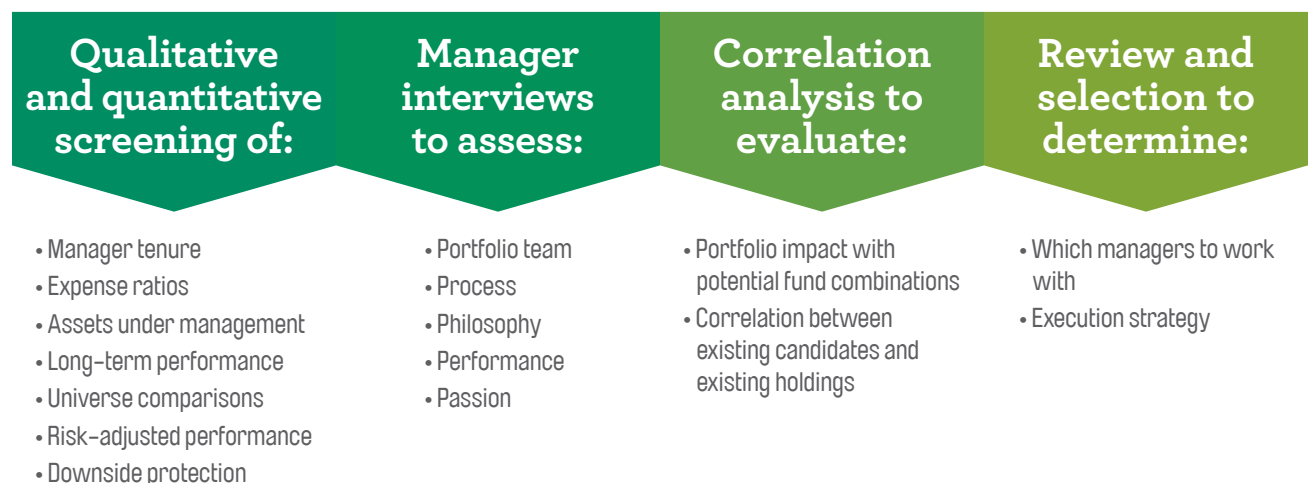 Qualitative
and quantitative
screening of:
• Manager tenure
• Expense ratios
• Assets under management
• Long-term performance
• Universe comparisons
• Risk-adjusted performance
• Downside protection
Manager
interviews
to assess:
• Portfolio team
• Process
• Philosophy
• Performance
• Passion
Correlation
analysis to
evaluate:
• Portfolio impact with
potential fund combinations
• Correlation between
existing candidates and
existing holdings
Review and
selection to
determine:
• Which managers to work
with
• Execution strategy